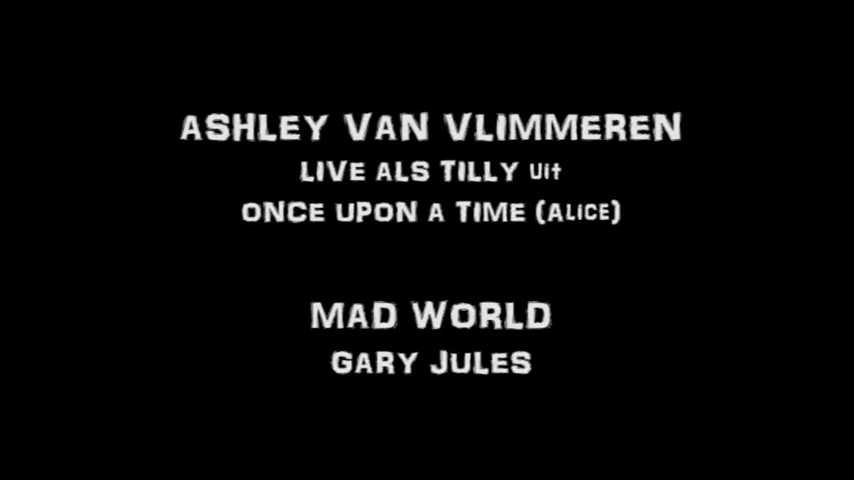 ASHLEY VAN VLIMMEREN
LIVE ALS TILLY Uit
ONCE UPON A TIME (ALiCE)
MAD WORLD
GARY JULES